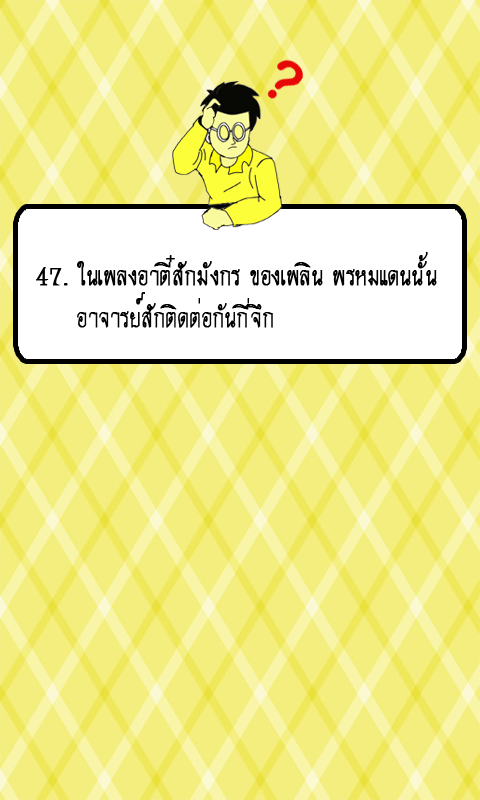 ?
47. ในเพลงอาตี๋สักมังกร ของเพลิน พรหมแดนนั้น
อาจารย์สักติดต่อกันกี่จึก